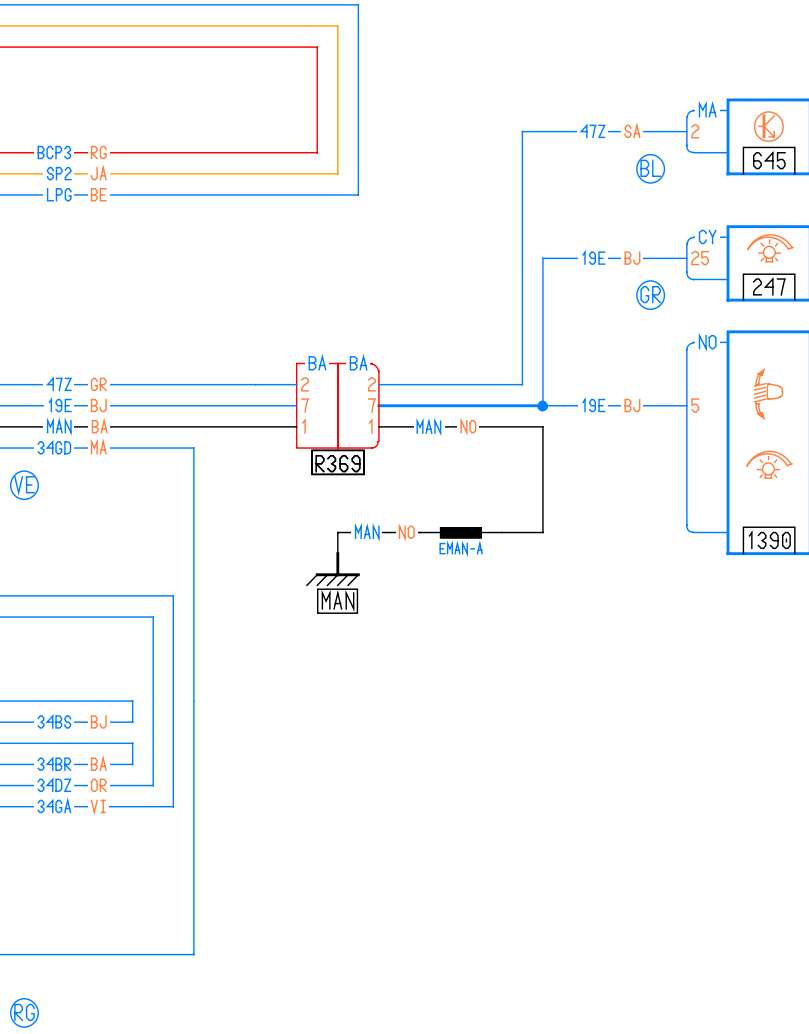 MA
47Z SA 2
BL
645
BCP3 RG
SP2 JA
LPG BE
CY
19E BJ 25
GR
247
NO
BA BA
47Z GR 2 2
19E BJ 7 7 19E BJ 5
MAN BA 1 1 MAN NO
34GD MA
R369
VE
MAN NO
EMAN-A
1390
MAN
34BS BJ
34BR BA
34DZ OR
34GA VI
RG